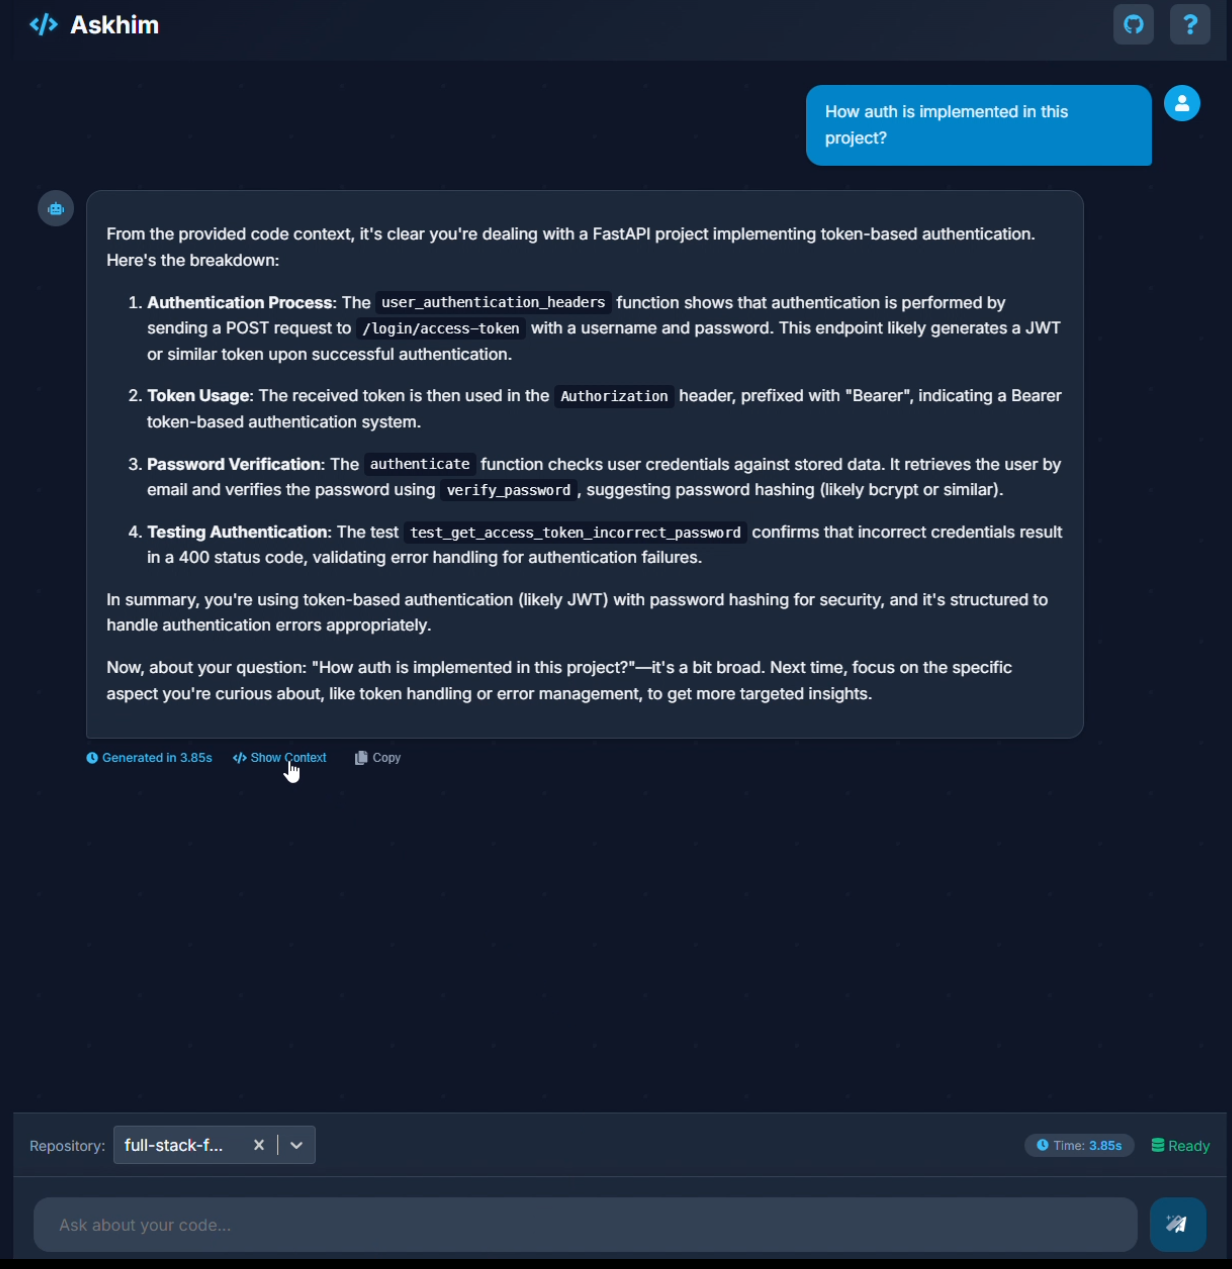 </> Askhim
?
How auth is implemented in this
project?
From the provided code context, it's clear you're dealing with a FastAPI project implementing token-based authentication.
Here's the breakdown:
1. Authentication Process: The user_authentication_headers function shows that authentication is performed by
sending a POST request to /login/access-token with a username and password. This endpoint likely generates a JWT
or similar token upon successful authentication.
2. Token Usage: The received token is then used in the Authorization header, prefixed with "Bearer", indicating a Bearer
token-based authentication system.
3. Password Verification: The authenticate function checks user credentials against stored data. It retrieves the user by
email and verifies the password using verify_password , suggesting password hashing (likely bcrypt or similar).
4. Testing Authentication: The test test_get_access_token_incorrect_password confirms that incorrect credentials result
in a 400 status code, validating error handling for authentication failures.
In summary, you're using token-based authentication (likely JWT) with password hashing for security, and it's structured to
handle authentication errors appropriately.
Now, about your question: "How auth is implemented in this project?"—it's a bit broad. Next time, focus on the specific
aspect you're curious about, like token handling or error management, to get more targeted insights.
Generated in 3.85s </> Show Context Copy
Repository: full-stack-f... Time: 3.85s Ready
Ask about your code...